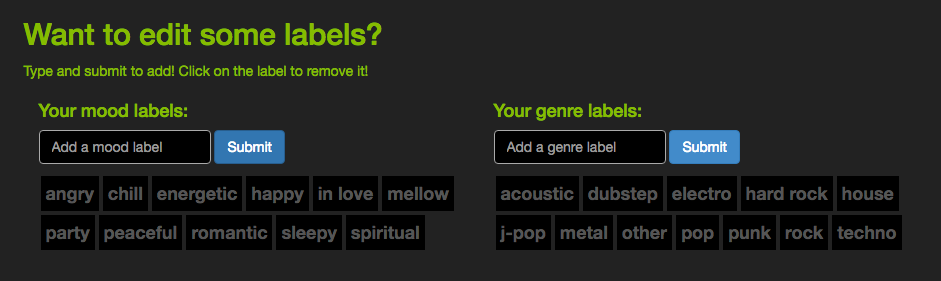 Want to edit some labels?
Type and submit to add! Click on the label to remove it!
Your mood labels:
Add a mood label Submit
angry chill energetic happy in love mellow
party peaceful romantic sleepy spiritual
Your genre labels:
Add a genre label Submit
acoustic dubstep electro hard rock house
j-pop metal other pop punk rock techno